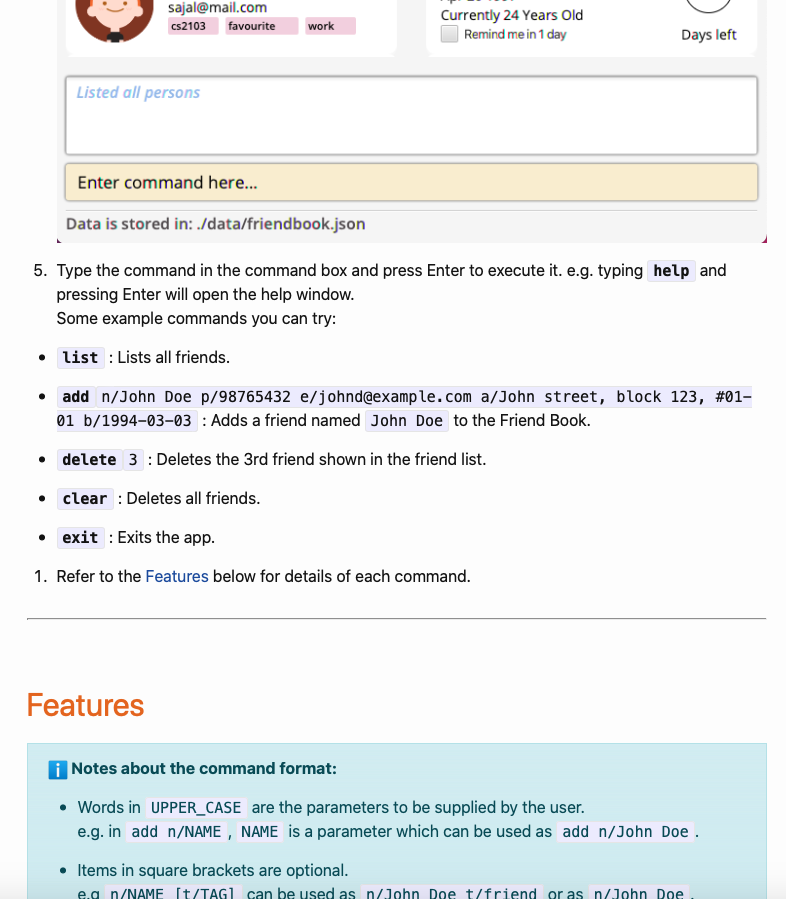 sajal@mail.com
cs2103 favourite work
Currently 24 Years Old
Remind me in 1 day
Days left
Listed all persons
Enter command here...
Data is stored in: ./data/friendbook.json
5. Type the command in the command box and press Enter to execute it. e.g. typing help and
pressing Enter will open the help window.
Some example commands you can try:
• list : Lists all friends.
• add n/John Doe p/98765432 e/johnd@example.com a/John street, block 123, #01-
01 b/1994-03-03 : Adds a friend named John Doe to the Friend Book.
• delete 3 : Deletes the 3rd friend shown in the friend list.
• clear : Deletes all friends.
• exit : Exits the app.
1. Refer to the Features below for details of each command.
Features
Notes about the command format:
• Words in UPPER_CASE are the parameters to be supplied by the user.
e.g. in add n/NAME , NAME is a parameter which can be used as add n/John Doe .
• Items in square brackets are optional.
e.g n/NAME [t/TAG] can be used as n/John Doe t/friend or as n/John Doe .